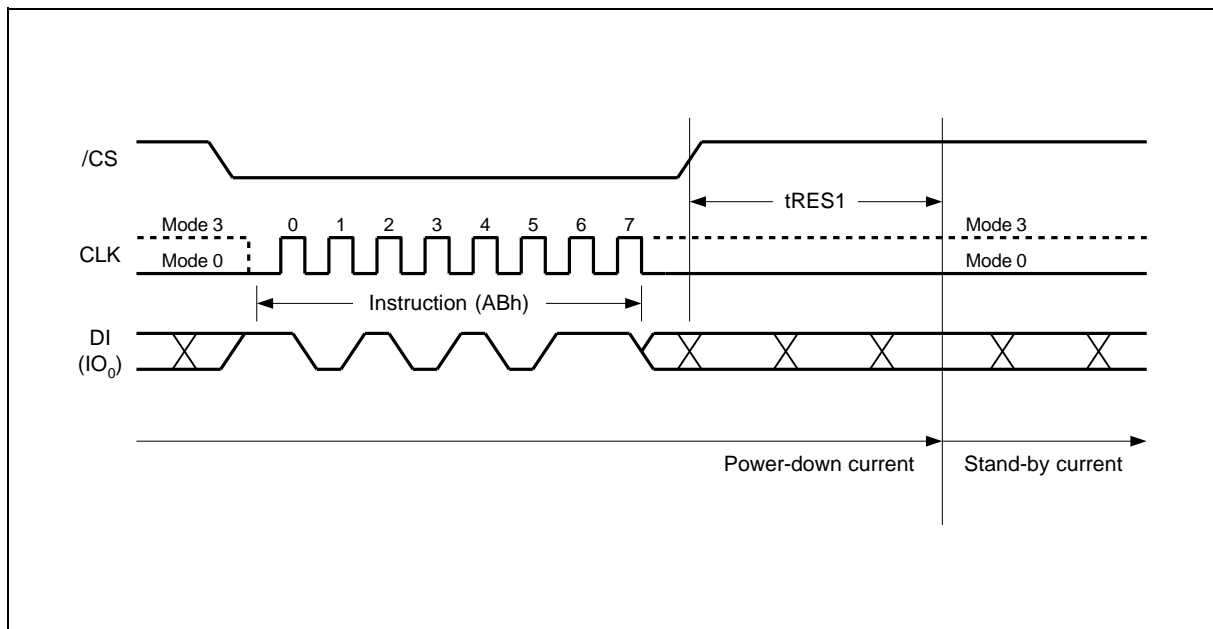 /CS
tRES1
Mode 3 0 1 2 3 4 5 6 7 Mode 3
CLK
Mode 0 Mode 0
Instruction (ABh)
DI
(IO0)
Power-down current Stand-by current